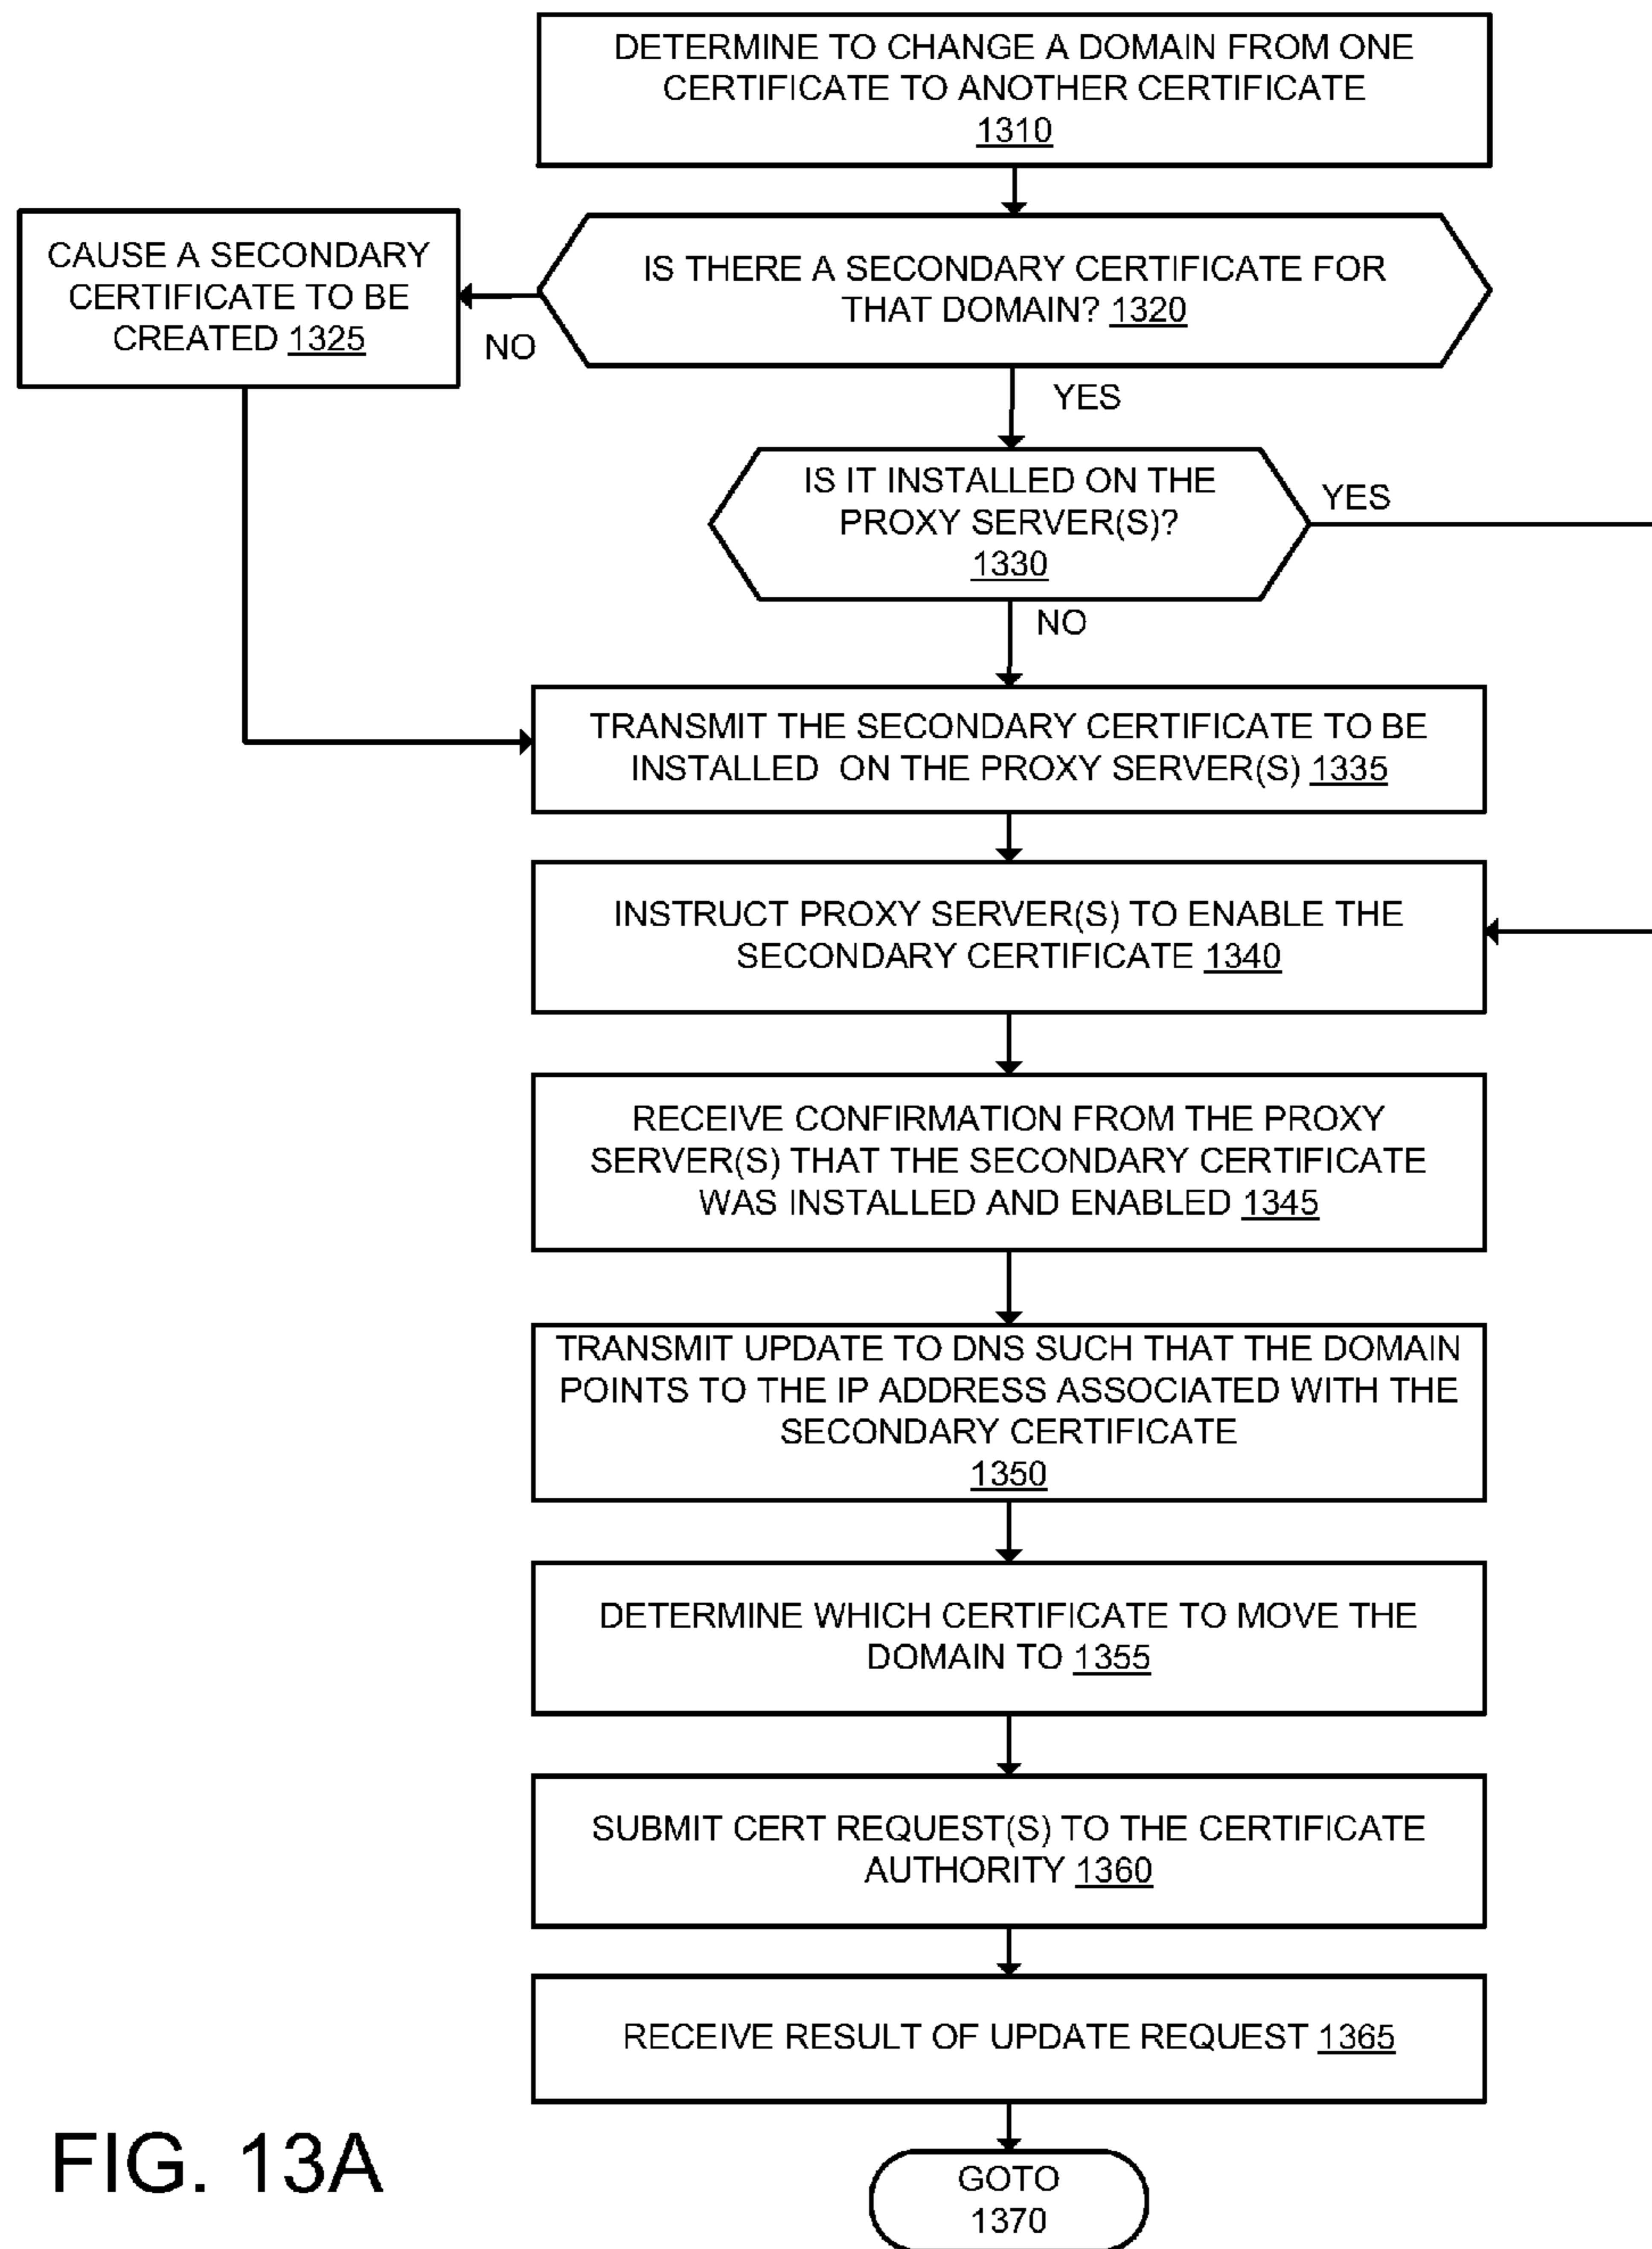 DETERMINE TO CHANGE A DOMAIN FROM ONE
CERTIFICATE TO ANOTHER CERTIFICATE
1310
CAUSE A SECONDARY
CERTIFICATE TO BE
CREATED 1325
NO
IS THERE A SECONDARY CERTIFICATE FOR
THAT DOMAIN? 1320
YES
IS IT INSTALLED ON THE
PROXY SERVER(S)?
1330
YES
NO
TRANSMIT THE SECONDARY CERTIFICATE TO BE
INSTALLED ON THE PROXY SERVER(S) 1335
INSTRUCT PROXY SERVER(S) TO ENABLE THE
SECONDARY CERTIFICATE 1340
RECEIVE CONFIRMATION FROM THE PROXY
SERVER(S) THAT THE SECONDARY CERTIFICATE
WAS INSTALLED AND ENABLED 1345
TRANSMIT UPDATE TO DNS SUCH THAT THE DOMAIN
POINTS TO THE IP ADDRESS ASSOCIATED WITH THE
SECONDARY CERTIFICATE
1350
DETERMINE WHICH CERTIFICATE TO MOVE THE
DOMAIN TO 1355
SUBMIT CERT REQUEST(S) TO THE CERTIFICATE
AUTHORITY 1360
RECEIVE RESULT OF UPDATE REQUEST 1365
GOTO
1370
FIG. 13A